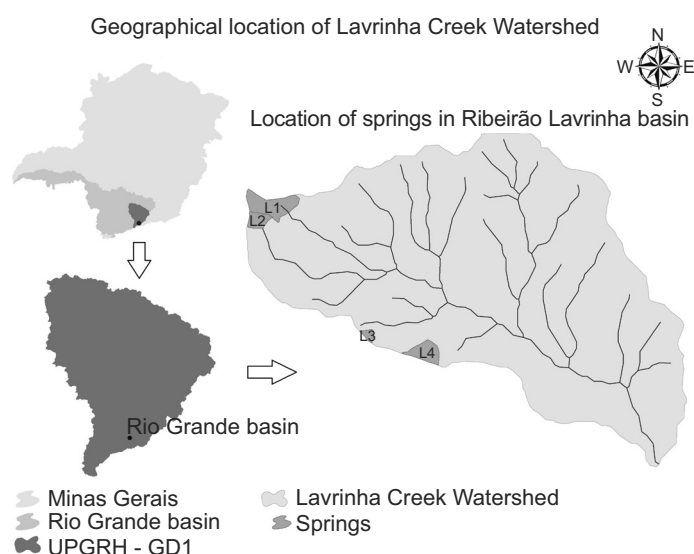 Geographical location of Lavrinha Creek Watershed
N
W E
S
Location of springs in Ribeirão Lavrinha basin
L1
L2
L3
L4
Rio Grande basin
Minas Gerais
Rio Grande basin
UPGRH - GD1
Lavrinha Creek Watershed
Springs